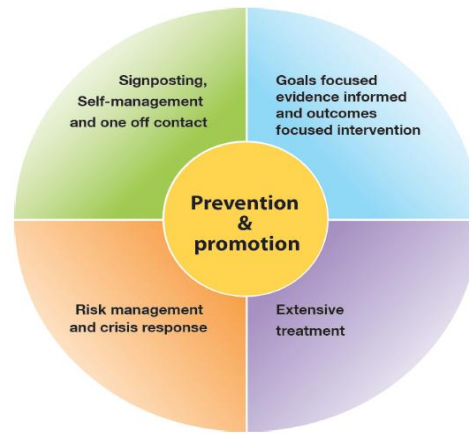 Signposting,
Self-management
and one off contact
Goals focused
evidence informed
and outcomes
focused intervention
Prevention
&
promotion
Risk management
and crisis response
Extensive
treatment